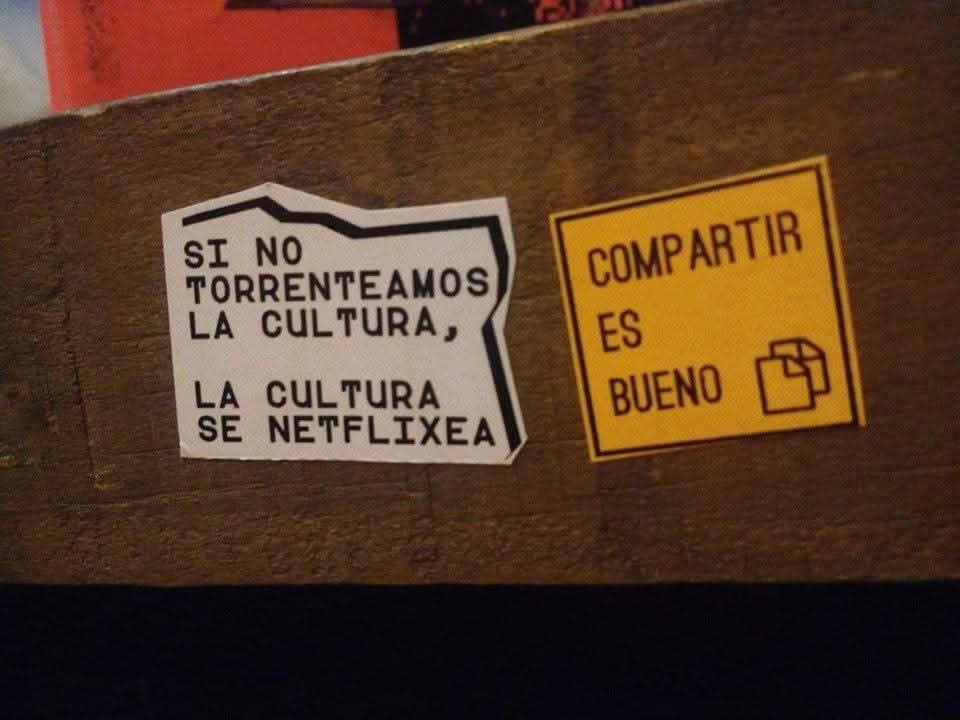 SI NO
TORRENTEAMOS
LA CULTURA,
LA CULTURA
SE NETFLIXEA
COMPARTIR
ES
BUENO